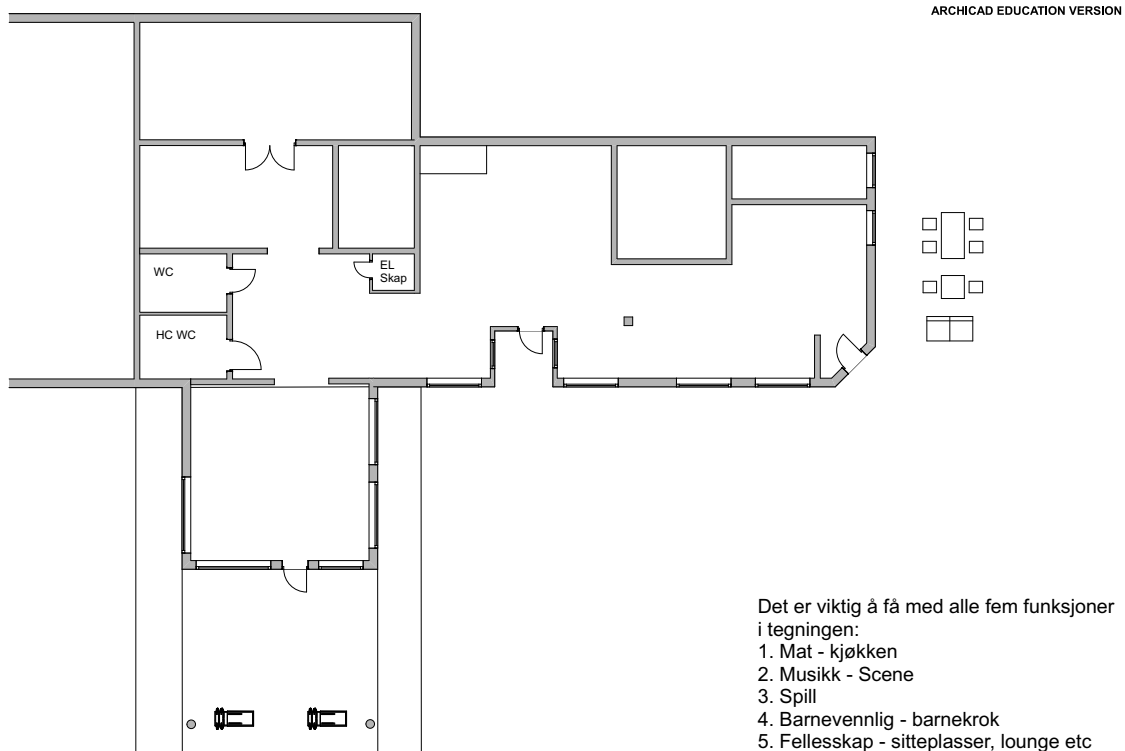 ARCHICAD EDUCATION VERSION
WC
EL
Skap
HC WC
Det er viktig å få med alle fem funksjoner
i tegningen:
1. Mat - kjøkken
2. Musikk - Scene
3. Spill
4. Barnevennlig - barnekrok
5. Fellesskap - sitteplasser, lounge etc